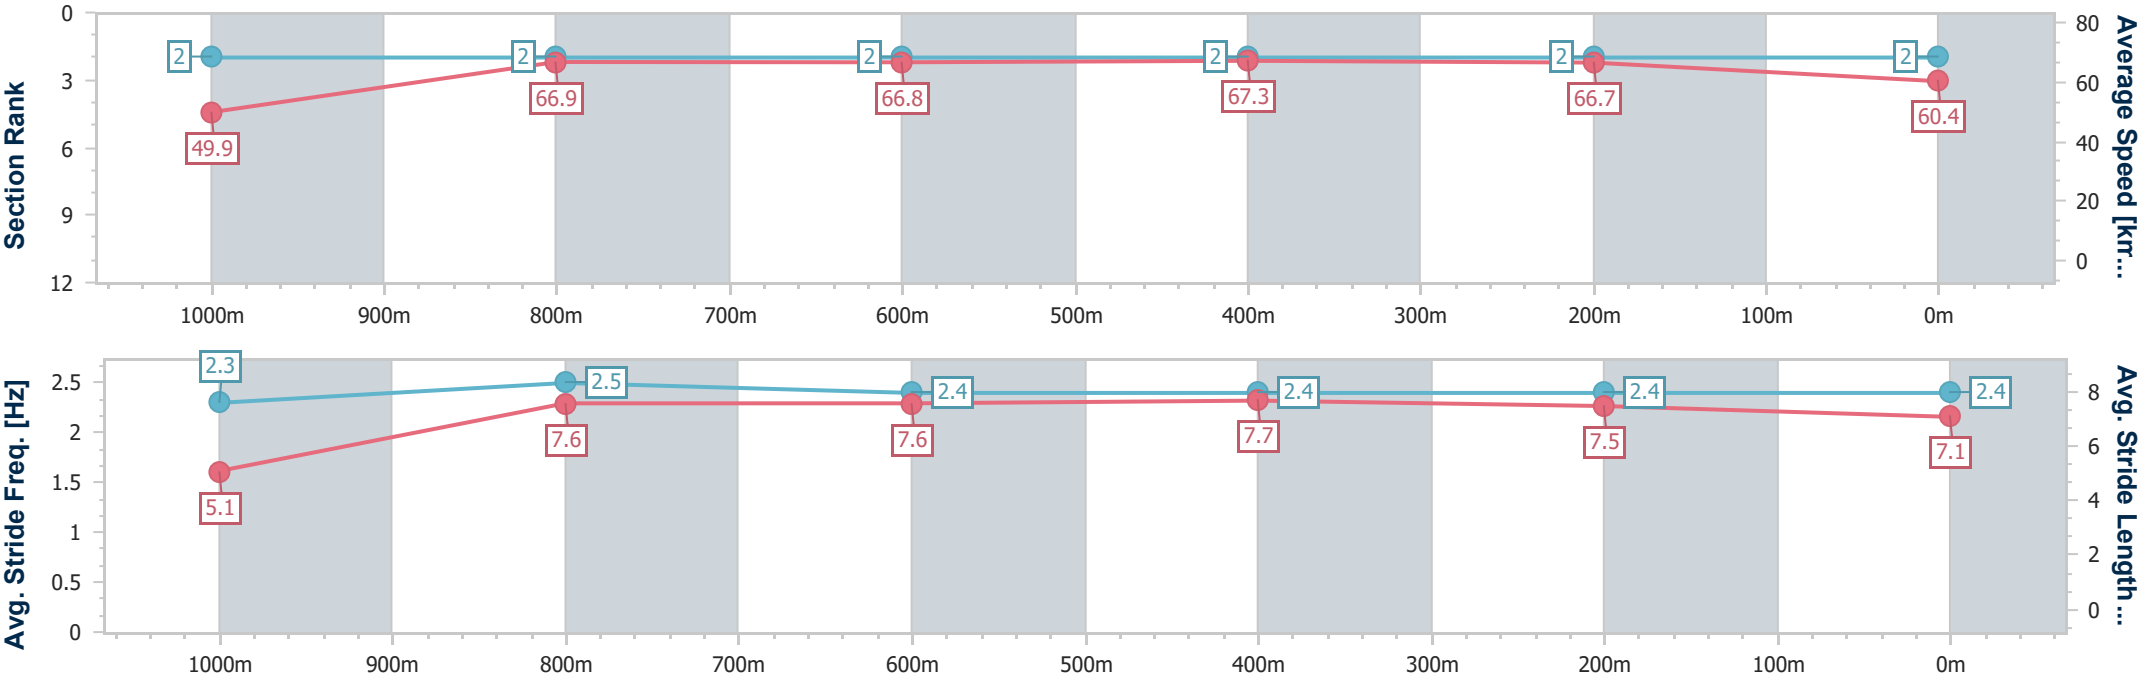 Section Rank
0
3
6
9
12
2
2
2
2
2
2
49.9
66.9
66.8
67.3
66.7
60.4
80
60
40
20
0
Average Speed [km...
1000m
900m
800m
700m
600m
500m
400m
300m
200m
100m
0m
Avg. Stride Freq. [Hz]
2.5
2
1.5
1
0.5
0
2.3
2.5
2.4
2.4
2.4
2.4
5.1
7.6
7.6
7.7
7.5
7.1
8
6
4
2
0
Avg. Stride Length...
1000m
900m
800m
700m
600m
500m
400m
300m
200m
100m
0m